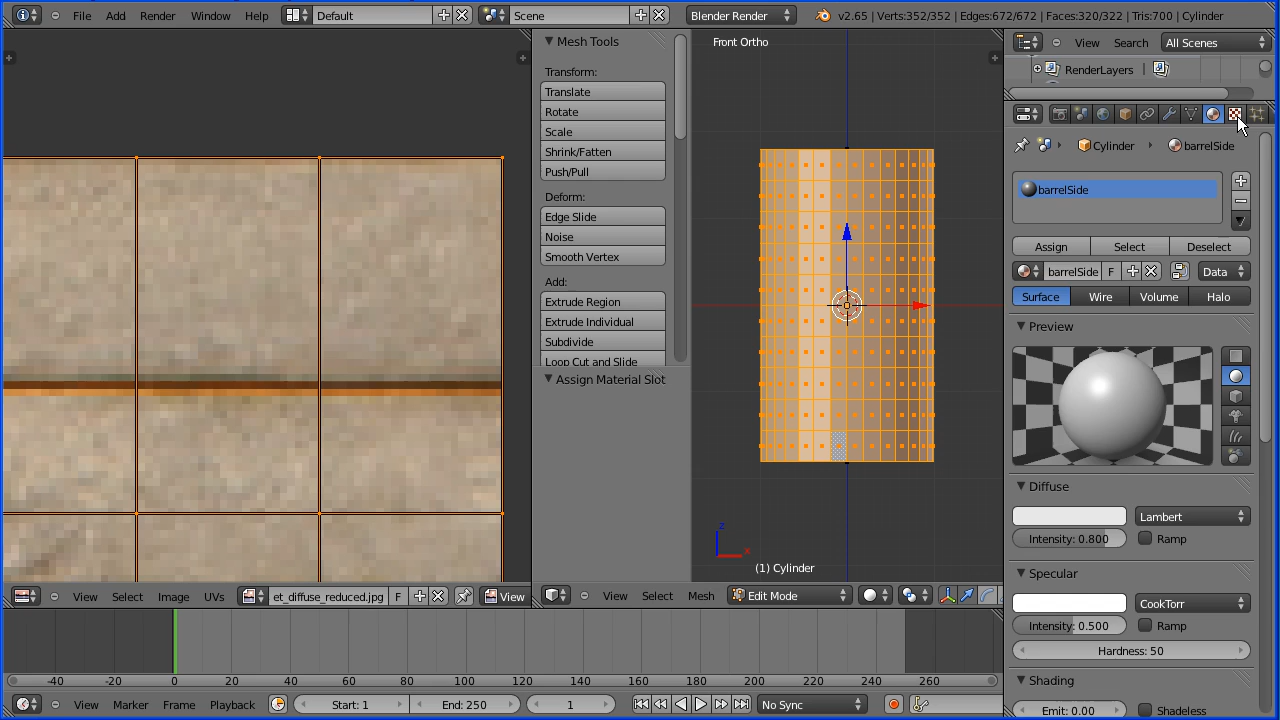 File Add Render Window Help Default Scene Blender Render v2.65 | Verts:352/352 | Edges:672/672 | Faces:320/322 | Tris:700 | Cylinder
Mesh Tools
Transform:
Translate
Rotate
Scale
Shrink/Fatten
Push/Pull
Deform:
Edge Slide
Noise
Smooth Vertex
Add:
Extrude Region
Extrude Individual
Subdivide
Loop Cut and Slide
Assign Material Slot
Front Ortho
z
x
(1) Cylinder
View Search All Scenes
RenderLayers
Cylinder barrelSide
barrelSide
Assign Select Deselect
barrelSide F Data
Surface Wire Volume Halo
Preview
Diffuse
Lambert
Intensity: 0.800 Ramp
Specular
CookTorr
Intensity: 0.500 Ramp
Hardness: 50
Shading
Emit: 0.00 Shadeless
View Select Image UVs et_diffuse_reduced.jpg F View
View Select Mesh Edit Mode
-40 -20 0 20 40 60 80 100 120 140 160 180 200 220 240 260
View Marker Frame Playback Start: 1 End: 250 1 No Sync